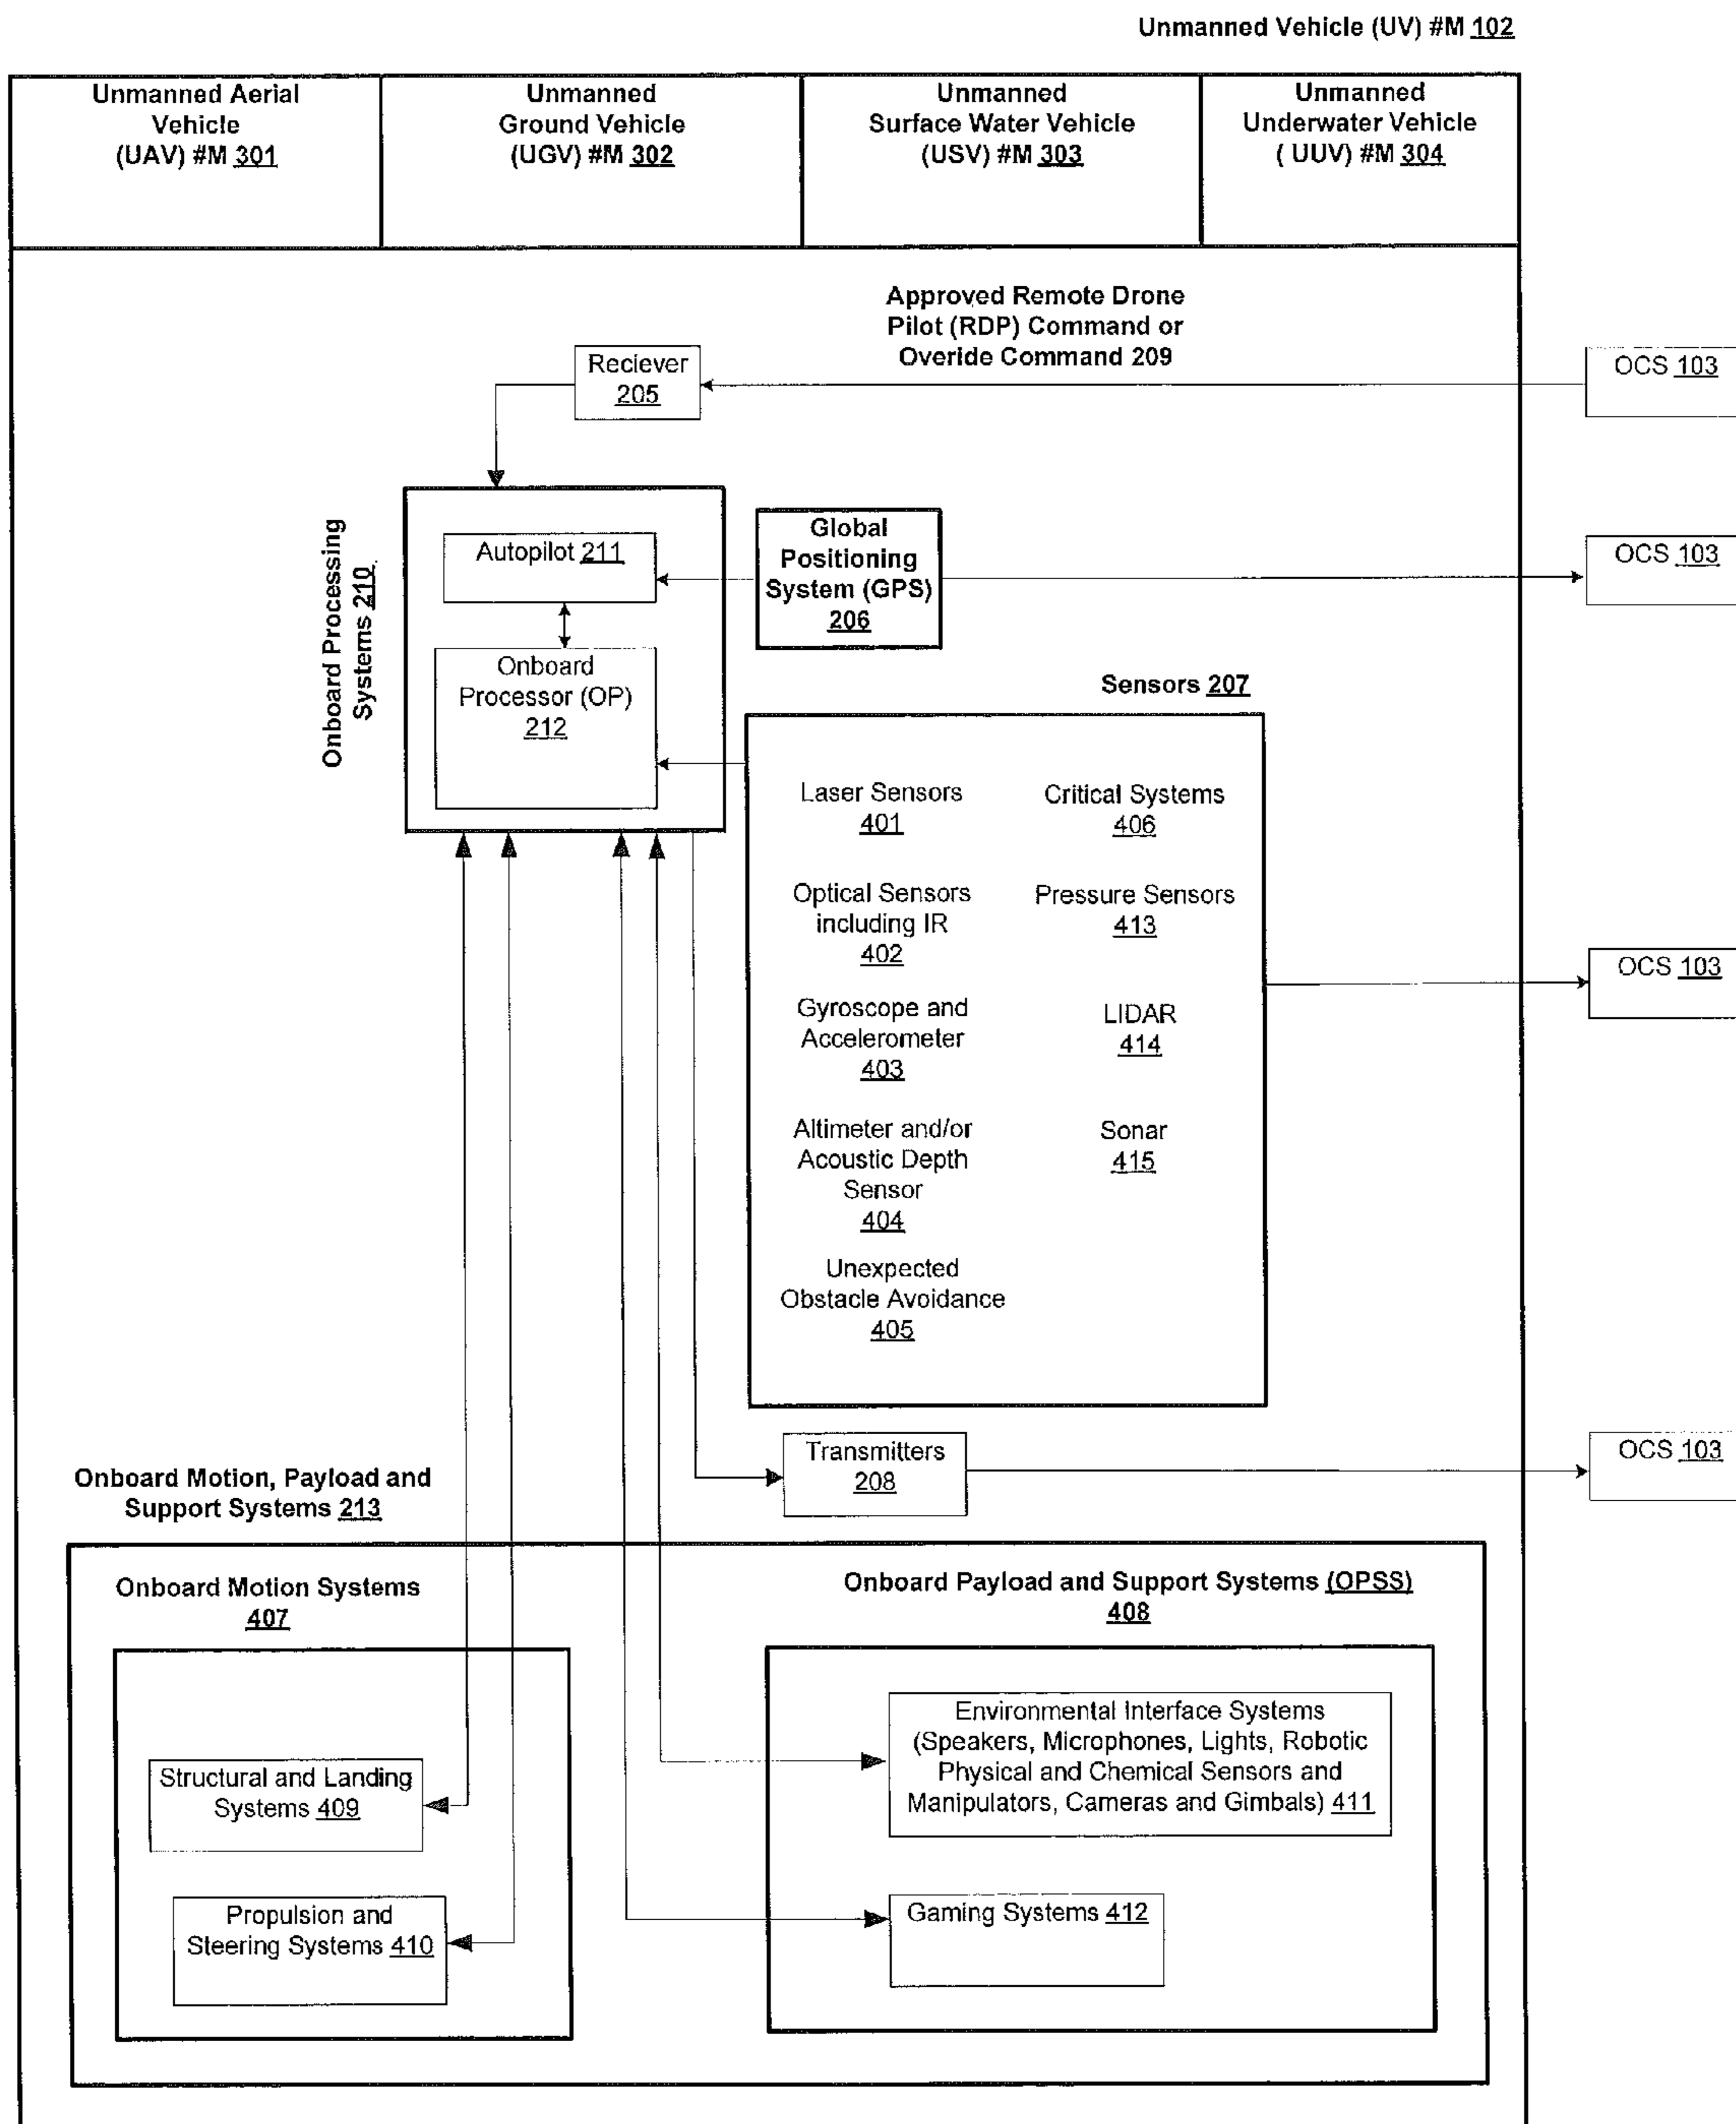 Unmanned Vehicle (UV) #M 102
Unmanned Aerial
Vehicle
(UAV) #M 301
Unmanned
Ground Vehicle
(UGV) #M 302
Unmanned
Surface Water Vehicle
(USV) #M 303
Unmanned
Underwater Vehicle
( UUV) #M 304
Approved Remote Drone
Pilot (RDP) Command or
Overide Command 209
Reciever
205
OCS 103
Onboard Processing
Systems 210
Autopilot 211
Global
Positioning
System (GPS)
206
OCS 103
Onboard
Processor (OP)
212
Sensors 207
Laser Sensors
401
Optical Sensors
including IR
402
Gyroscope and
Accelerometer
403
Altimeter and/or
Acoustic Depth
Sensor
404
Unexpected
Obstacle Avoidance
405
Critical Systems
406
Pressure Sensors
413
LIDAR
414
Sonar
415
OCS 103
Transmitters
208
OCS 103
Onboard Motion, Payload and
Support Systems 213
Onboard Motion Systems
407
Structural and Landing
Systems 409
Propulsion and
Steering Systems 410
Onboard Payload and Support Systems (OPSS)
408
Environmental Interface Systems
(Speakers, Microphones, Lights, Robotic
Physical and Chemical Sensors and
Manipulators, Cameras and Gimbals) 411
Gaming Systems 412